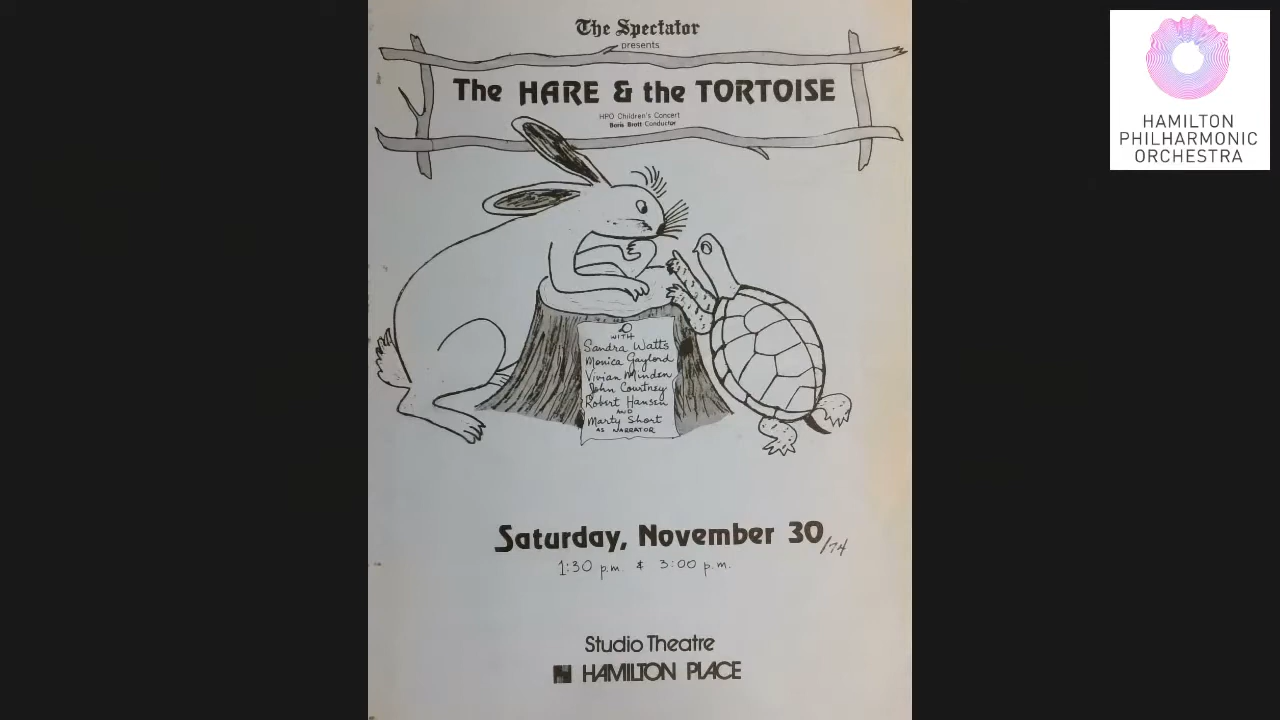 The Spectator
presents
The HARE & the TORTOISE
HPO Children's Concert
Boris Brott Conductor
WITH
Sandra Watts
Monica Gaylord
Vivian Minden
John Courtney
Robert Hansen
AND
Marty Short
AS NARRATOR
Saturday, November 30/74
1:30 p.m. & 3:00 p.m.
Studio Theatre
HAMILTON PLACE
HAMILTON
PHILHARMONIC
ORCHESTRA